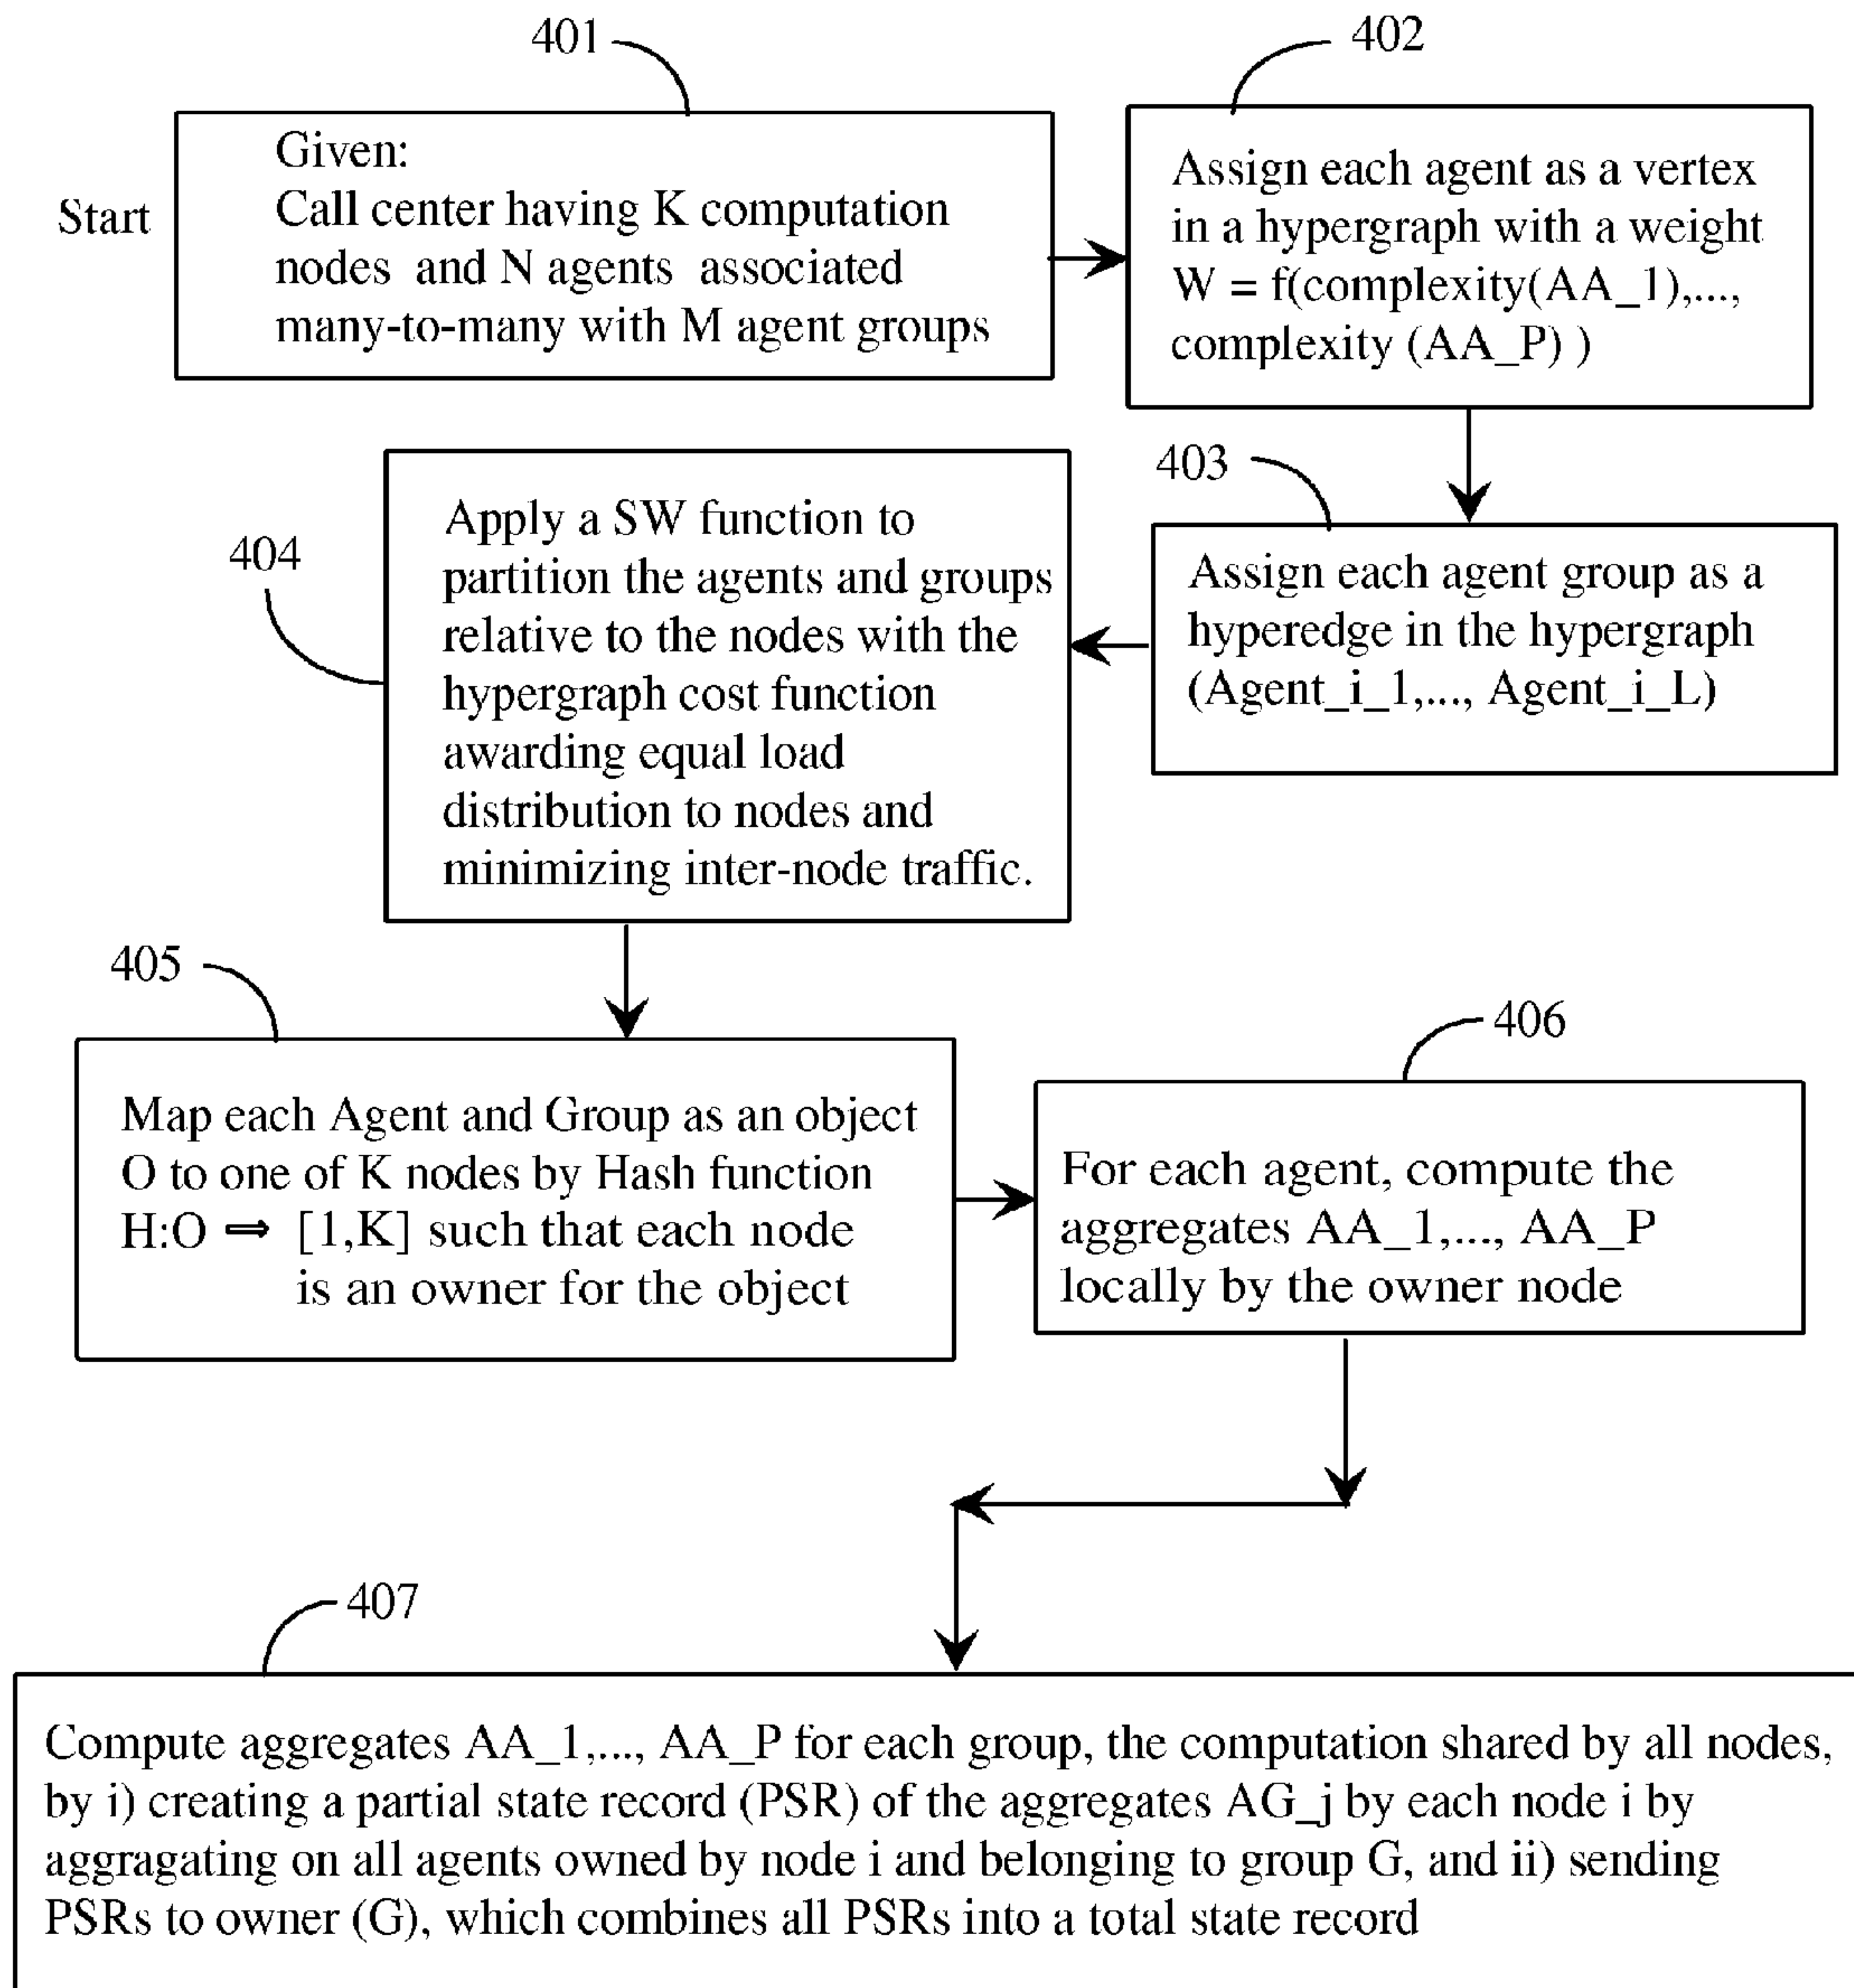 401
402
Start
Given:
Call center having K computation
nodes and N agents associated
many-to-many with M agent groups
Assign each agent as a vertex
in a hypergraph with a weight
W = f(complexity(AA_1),...,
complexity (AA_P) )
403
Assign each agent group as a
hyperedge in the hypergraph
(Agent_i_1,..., Agent_i_L)
404
Apply a SW function to
partition the agents and groups
relative to the nodes with the
hypergraph cost function
awarding equal load
distribution to nodes and
minimizing inter-node traffic.
405
Map each Agent and Group as an object
O to one of K nodes by Hash function
H:O ⇒ [1,K] such that each node
is an owner for the object
406
For each agent, compute the
aggregates AA_1,..., AA_P
locally by the owner node
407
Compute aggregates AA_1,..., AA_P for each group, the computation shared by all nodes,
by i) creating a partial state record (PSR) of the aggregates AG_j by each node i by
aggragating on all agents owned by node i and belonging to group G, and ii) sending
PSRs to owner (G), which combines all PSRs into a total state record